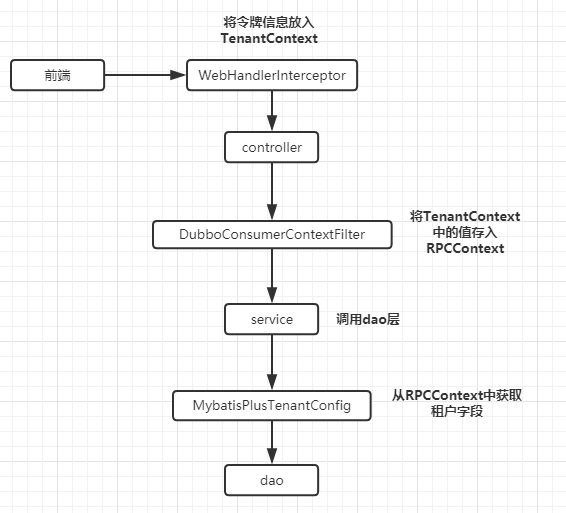 将令牌信息放入
TenantContext
前端
WebHandlerInterceptor
controller
DubboConsumerContextFilter
将TenantContext
中的值存入
RPCContext
service
调用dao层
MybatisPlusTenantConfig
从RPCContext中获取
租户字段
dao